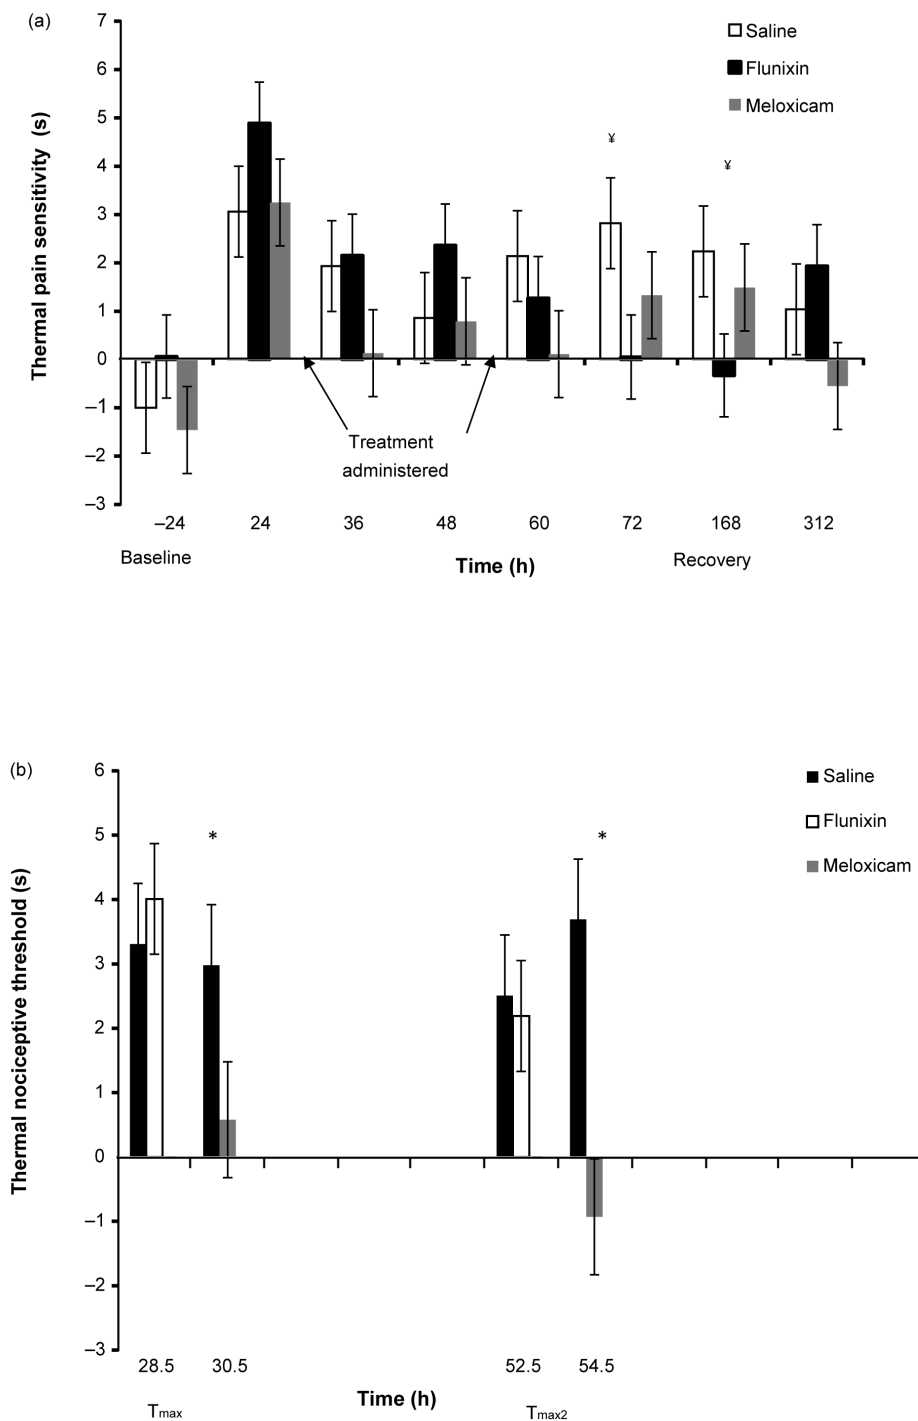 (a)
7
6
5
4
3
2
1
0
–1
–2
–3
Thermal pain sensitivity (s)
Saline
Flunixin
Meloxicam
¥
¥
Treatment
administered
–24 24 36 48 60 72 168 312
Baseline
Time (h)
Recovery
(b)
6
5
4
3
2
1
0
–1
–2
–3
Thermal nociceptive threshold (s)
Saline
Flunixin
Meloxicam
*
*
28.5 30.5 52.5 54.5
Tmax
Time (h)
Tmax2